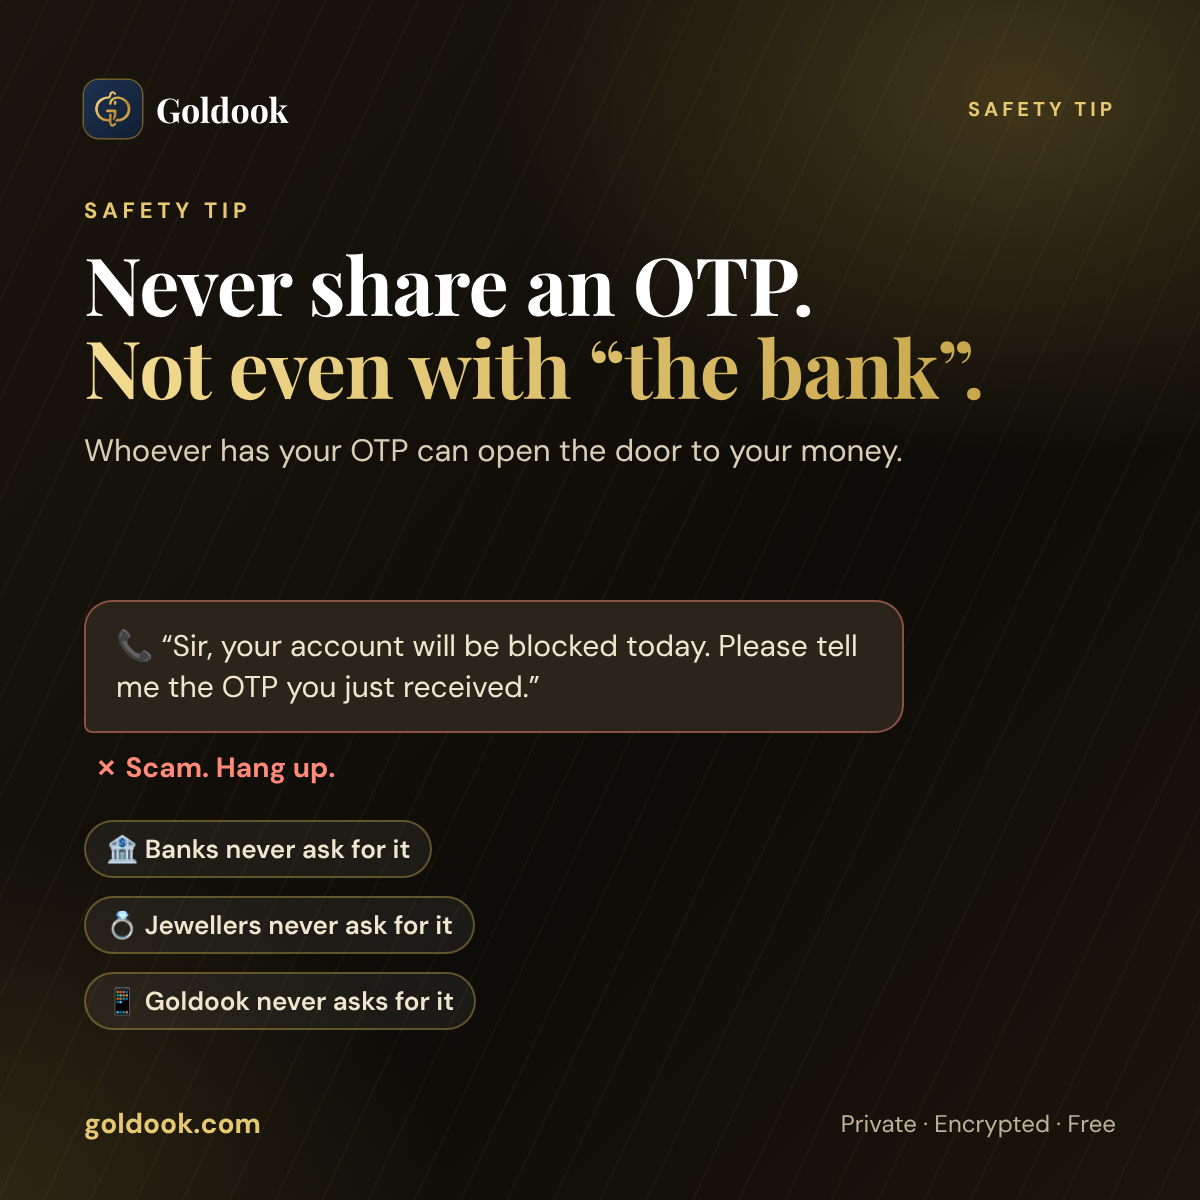 Goldook
SAFETY TIP
SAFETY TIP
Never share an OTP.
Not even with “the bank”.
Whoever has your OTP can open the door to your money.
📞 “Sir, your account will be blocked today. Please tell
me the OTP you just received.”
× Scam. Hang up.
🏦 Banks never ask for it
💍 Jewellers never ask for it
📱 Goldook never asks for it
goldook.com
Private · Encrypted · Free